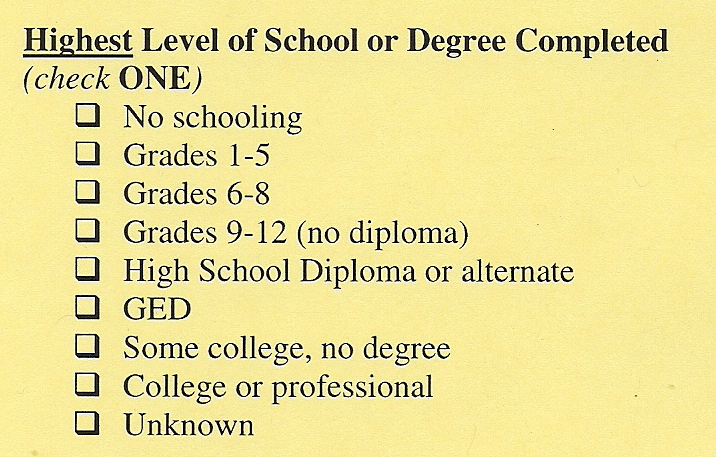 Highest Level of School or Degree Completed
(check ONE)
❑ No schooling
❑ Grades 1-5
❑ Grades 6-8
❑ Grades 9-12 (no diploma)
❑ High School Diploma or alternate
❑ GED
❑ Some college, no degree
❑ College or professional
❑ Unknown